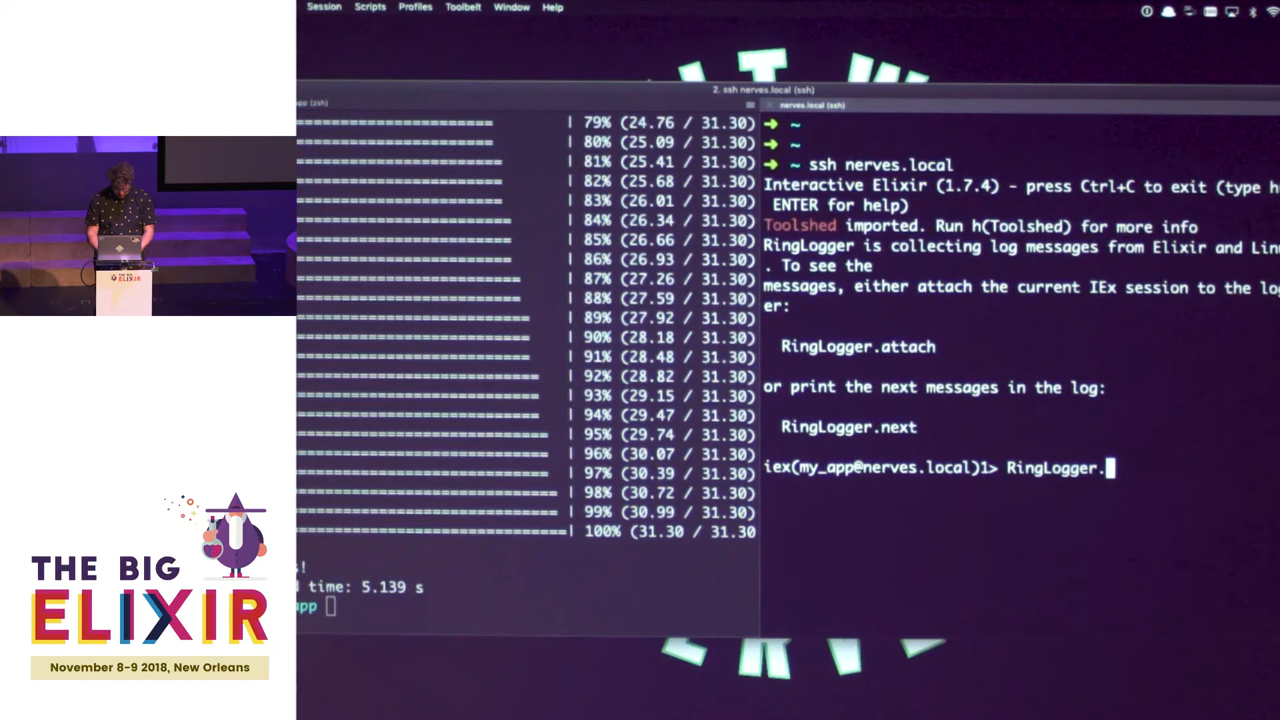 Session Scripts Profiles Toolbelt Window Help
2. ssh nerves.local (ssh)
(zsh)
nerves.local (ssh)
79% (24.76 / 31.30)
80% (25.09 / 31.30)
81% (25.41 / 31.30)
82% (25.68 / 31.30)
83% (26.01 / 31.30)
84% (26.34 / 31.30)
85% (26.66 / 31.30)
86% (26.93 / 31.30)
87% (27.26 / 31.30)
88% (27.59 / 31.30)
89% (27.92 / 31.30)
90% (28.18 / 31.30)
91% (28.48 / 31.30)
92% (28.82 / 31.30)
93% (29.15 / 31.30)
94% (29.47 / 31.30)
95% (29.74 / 31.30)
96% (30.07 / 31.30)
97% (30.39 / 31.30)
98% (30.72 / 31.30)
99% (30.99 / 31.30)
100% (31.30 / 31.30
s!
d time: 5.139 s
app
➜ ~
➜ ~
➜ ~ ssh nerves.local
Interactive Elixir (1.7.4) - press Ctrl+C to exit (type h
ENTER for help)
Toolshed imported. Run h(Toolshed) for more info
RingLogger is collecting log messages from Elixir and Lin
. To see the
messages, either attach the current IEx session to the log
er:
RingLogger.attach
or print the next messages in the log:
RingLogger.next
iex(my_app@nerves.local)1> RingLogger.
THE BIG
ELIXIR
THE BIG
ELIXIR
November 8-9 2018, New Orleans